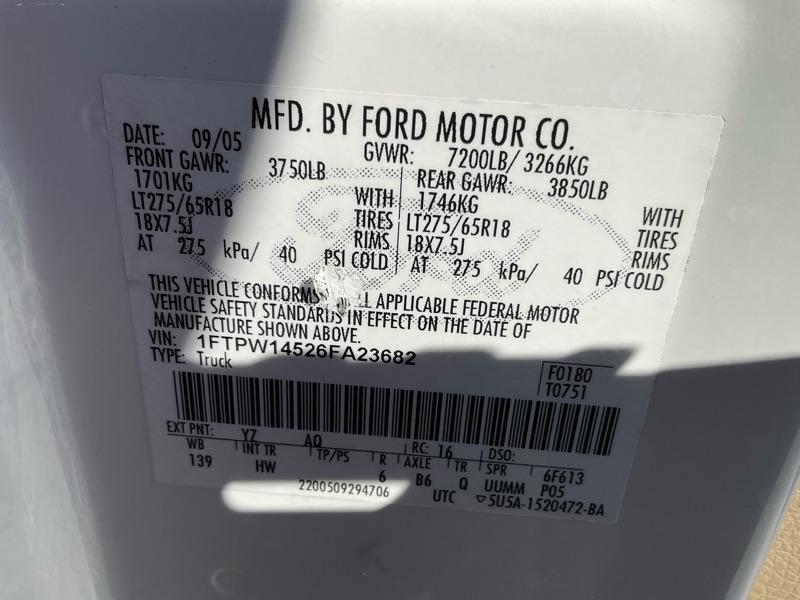 MFD. BY FORD MOTOR CO.
DATE: 09/05 GVWR: 7200LB/ 3266KG
FRONT GAWR: 3750LB REAR GAWR: 3850LB
1701KG WITH 1746KG WITH
LT275/65R18 TIRES LT275/65R18 TIRES
18X7.5J RIMS 18X7.5J RIMS
AT 275 kPa/ 40 PSI COLD AT 275 kPa/ 40 PSI COLD
THIS VEHICLE CONFORMS ALL APPLICABLE FEDERAL MOTOR
VEHICLE SAFETY STANDARDS IN EFFECT ON THE DATE OF
MANUFACTURE SHOWN ABOVE.
VIN: 1FTPW14526FA23682
TYPE: Truck
F0180
T0751
EXT PNT: YZ AQ RC: 16 DSO:
WB INT TR TP/PS R AXLE TR SPR 6F613
139 HW 6 B6 Q UUMM P05
2200509294706 UTC ▽5U5A-1520472-BA